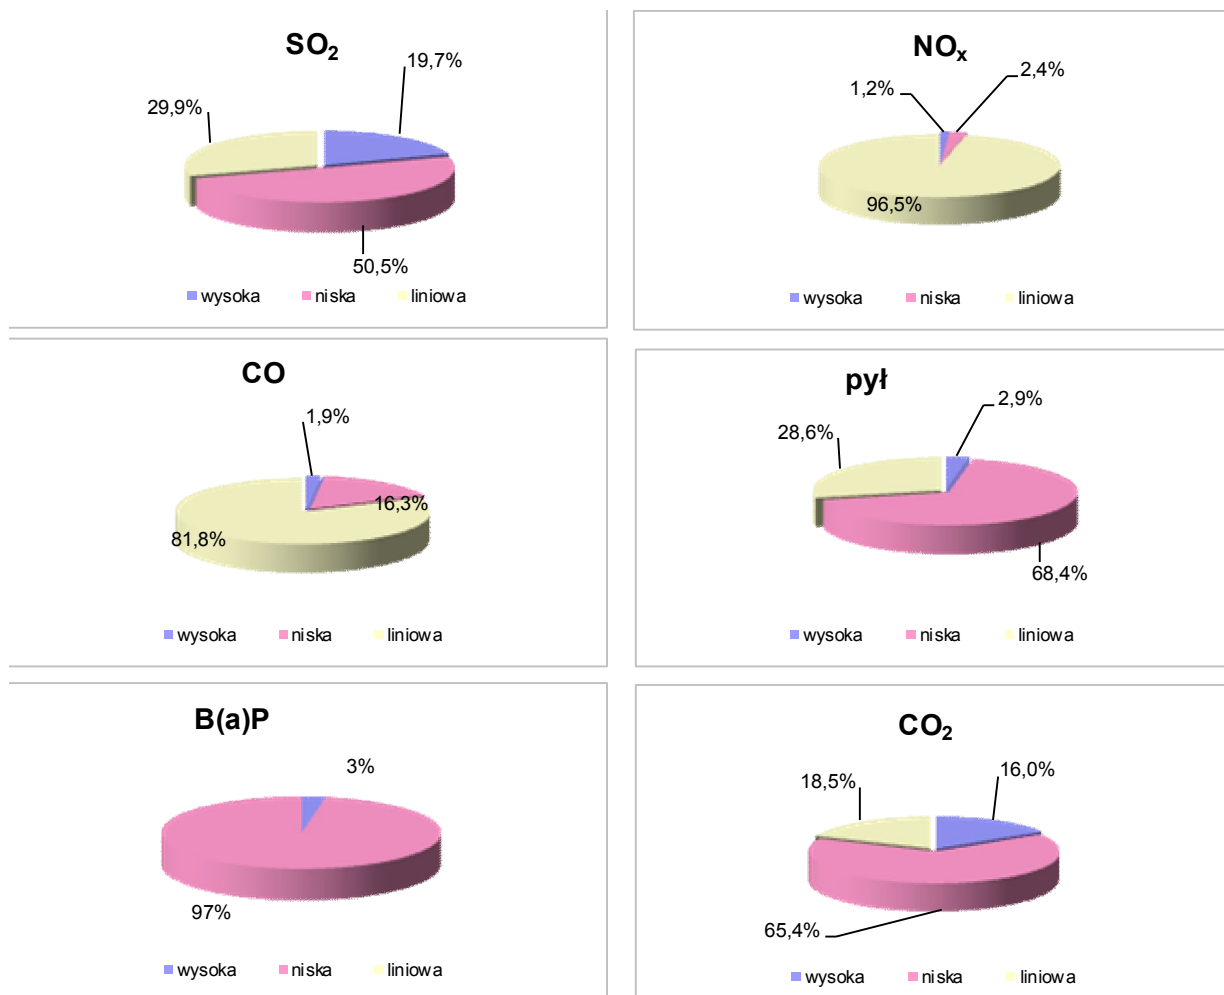 SO₂
19,7%
29,9%
50,5%
wysoka niska liniowa
NOₓ
1,2%
2,4%
96,5%
wysoka niska liniowa
CO
1,9%
16,3%
81,8%
wysoka niska liniowa
pył
2,9%
28,6%
68,4%
wysoka niska liniowa
B(a)P
3%
97%
wysoka niska liniowa
CO₂
18,5%
16,0%
65,4%
wysoka niska liniowa